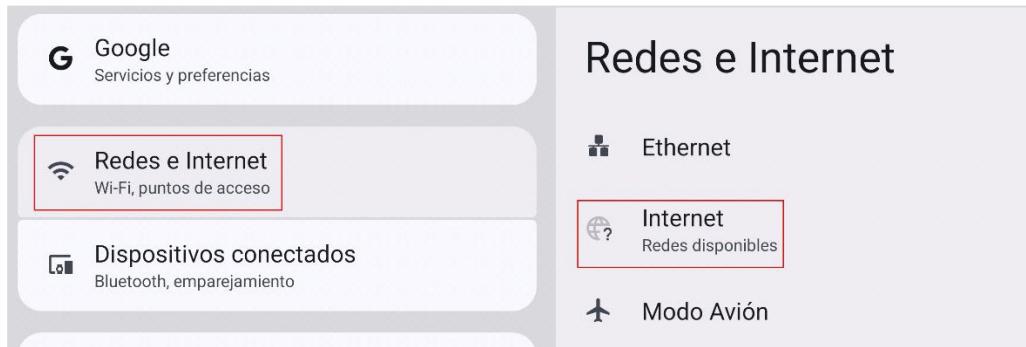 Google
Servicios y preferencias
Redes e Internet
Wi-Fi, puntos de acceso
Dispositivos conectados
Bluetooth, emparejamiento
Redes e Internet
Ethernet
Internet
Redes disponibles
Modo Avión